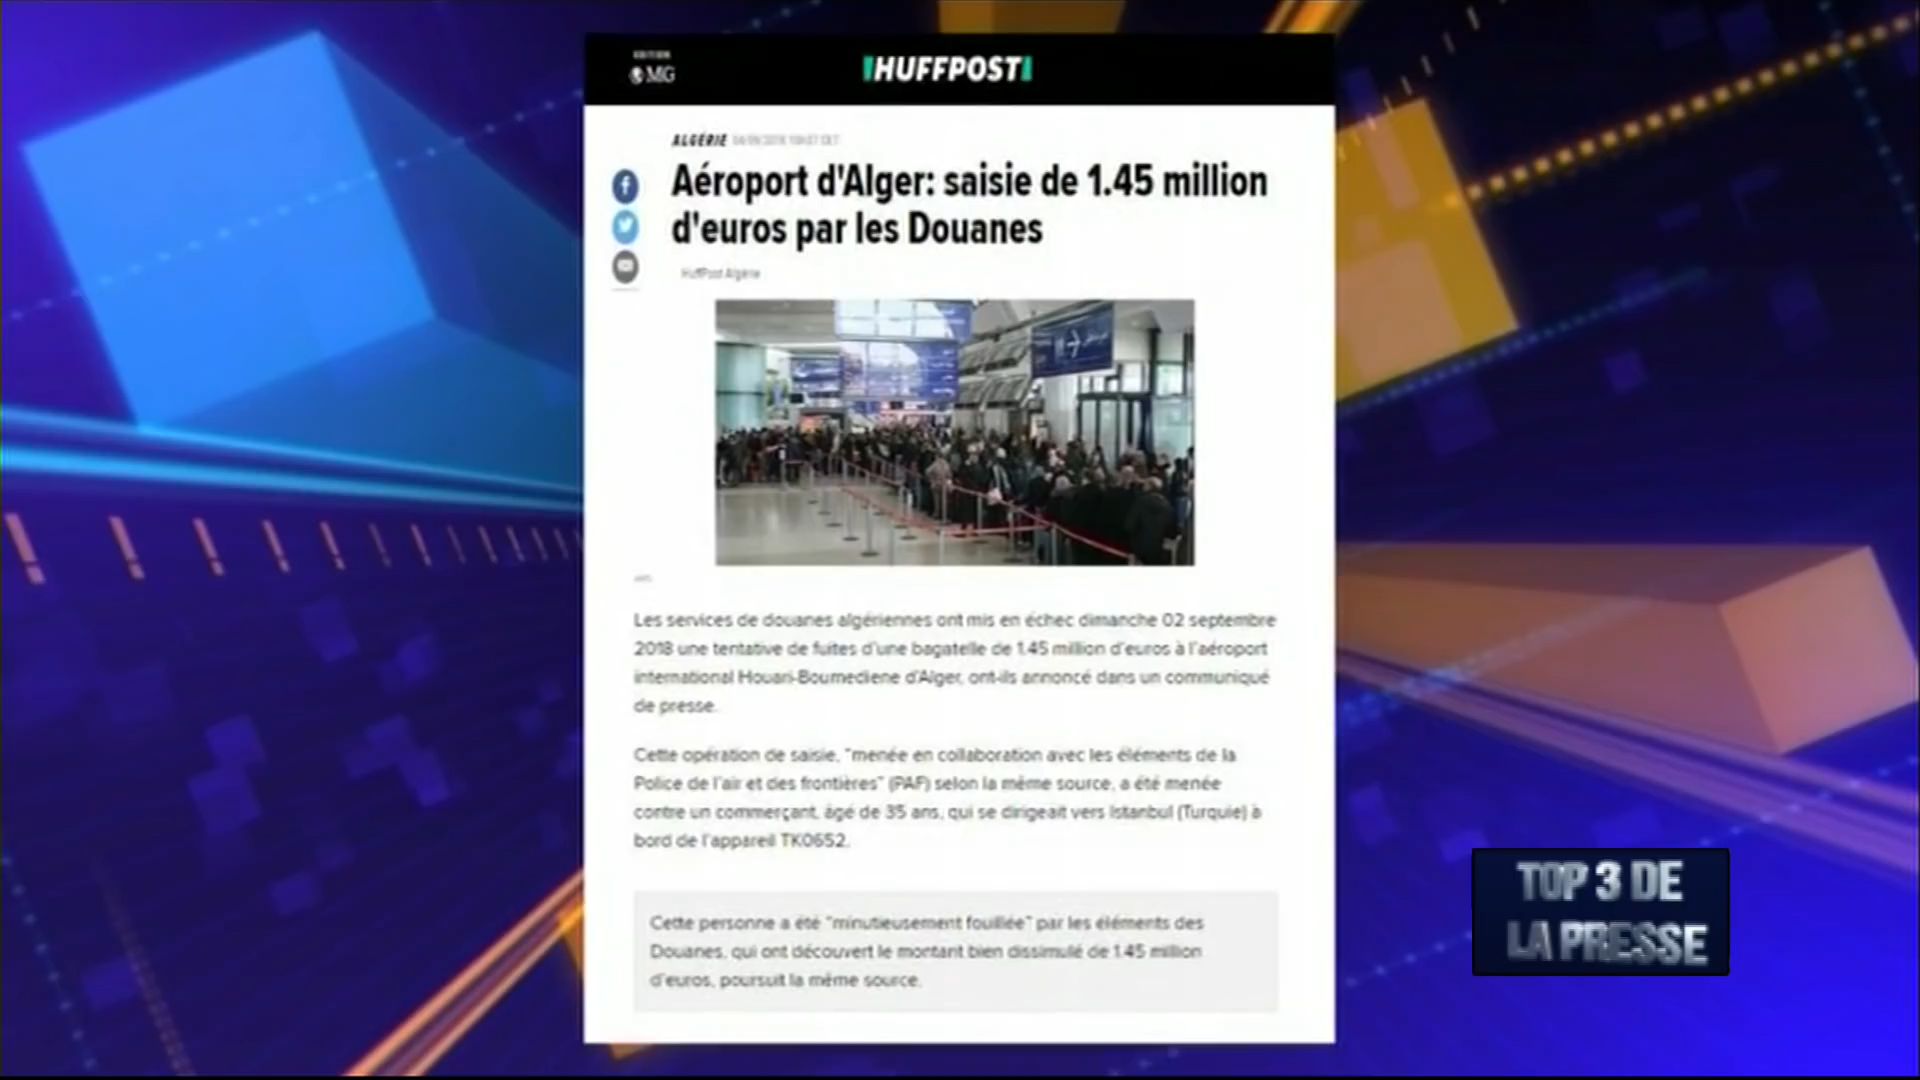 EDITION
MG
HUFFPOST
ALGÉRIE
Aéroport d'Alger: saisie de 1.45 million
d'euros par les Douanes
HuffPost Algérie
Les services de douanes algériennes ont mis en échec dimanche 02 septembre
2018 une tentative de fuites d'une bagatelle de 1.45 million d'euros à l'aéroport
international Houari-Boumediene d'Alger, ont-ils annoncé dans un communiqué
de presse.
Cette opération de saisie, "menée en collaboration avec les éléments de la
Police de l'air et des frontières" (PAF) selon la même source, a été menée
contre un commerçant, âgé de 35 ans, qui se dirigeait vers Istanbul (Turquie) à
bord de l'appareil TK0652.
Cette personne a été "minutieusement fouillée" par les éléments des
Douanes, qui ont découvert le montant bien dissimulé de 1.45 million
d'euros, poursuit la même source.
TOP 3 DE
LA PRESSE